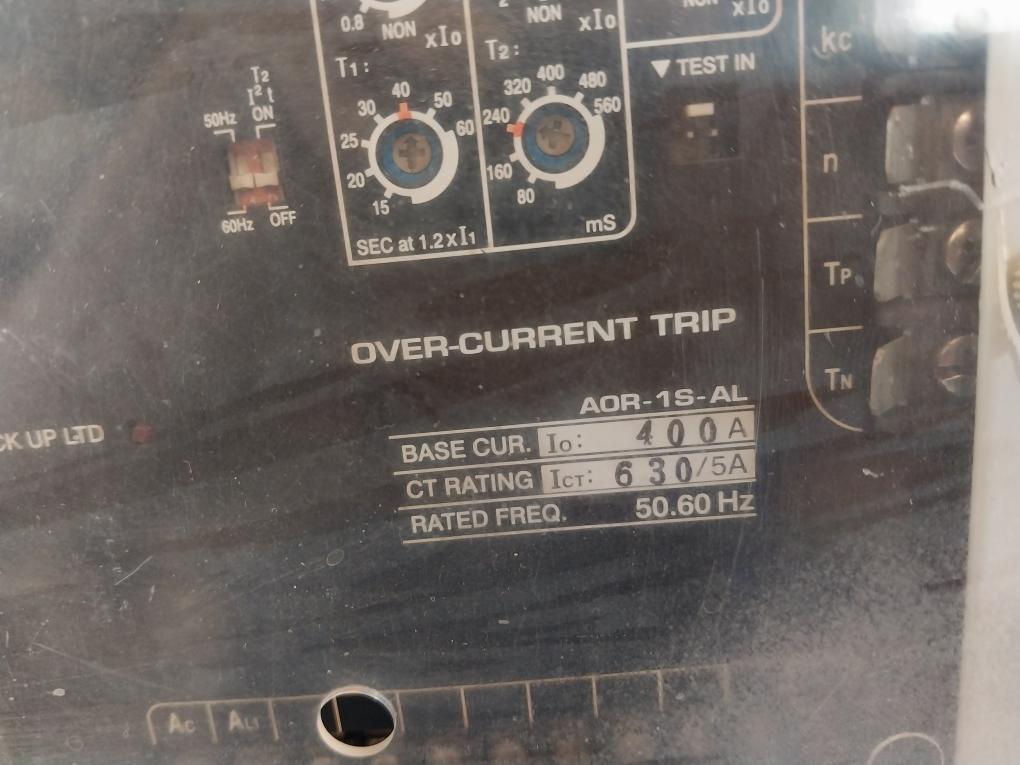 0.8 NON xIo
2 NON xIo
NON xIo
T1:
T2:
▼ TEST IN
kc
n
TP
TN
T2
I²t
50Hz ON
60Hz OFF
15 20 25 30 40 50 60
80 160 240 320 400 480 560
SEC at 1.2xI1
mS
OVER-CURRENT TRIP
CK UP LTD
AOR-1S-AL
BASE CUR. Io: 400A
CT RATING ICT: 630/5A
RATED FREQ. 50.60 Hz
AC AL1